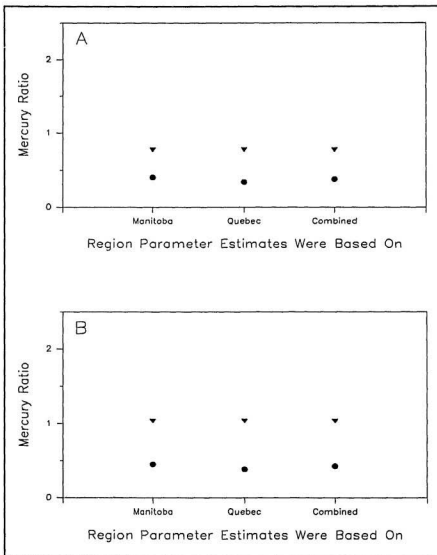 A
2
1
0
Mercury Ratio
Manitoba Quebec Combined
Region Parameter Estimates Were Based On
B
2
1
0
Mercury Ratio
Manitoba Quebec Combined
Region Parameter Estimates Were Based On